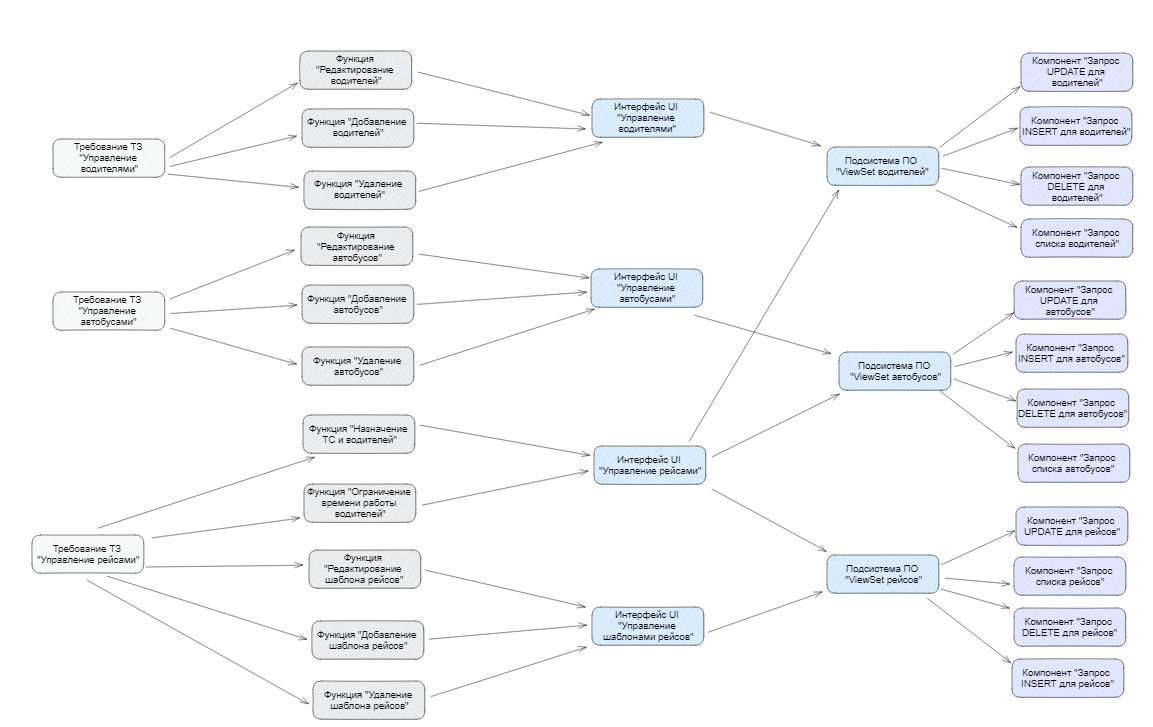 Требование ТЗ
"Управление
водителями"
Требование ТЗ
"Управление
автобусами"
Требование ТЗ
"Управление рейсами"
Функция
"Редактирование
водителей"
Функция "Добавление
водителей"
Функция "Удаление
водителей"
Функция
"Редактирование
автобусов"
Функция "Добавление
автобусов"
Функция "Удаление
автобусов"
Функция "Назначение
ТС и водителей"
Функция "Ограничение
времени работы
водителей"
Функция
"Редактирование
шаблона рейсов"
Функция "Добавление
шаблона рейсов"
Функция "Удаление
шаблона рейсов"
Интерфейс UI
"Управление
водителями"
Интерфейс UI
"Управление
автобусами"
Интерфейс UI
"Управление рейсами"
Интерфейс UI
"Управление
шаблонами рейсов"
Подсистема ПО
"ViewSet водителей"
Подсистема ПО
"ViewSet автобусов"
Подсистема ПО
"ViewSet рейсов"
Компонент "Запрос
UPDATE для
водителей"
Компонент "Запрос
INSERT для водителей"
Компонент "Запрос
DELETE для
водителей"
Компонент "Запрос
списка водителей"
Компонент "Запрос
UPDATE для
автобусов"
Компонент "Запрос
INSERT для автобусов"
Компонент "Запрос
DELETE для автобусов"
Компонент "Запрос
списка автобусов"
Компонент "Запрос
UPDATE для рейсов"
Компонент "Запрос
списка рейсов"
Компонент "Запрос
DELETE для рейсов"
Компонент "Запрос
INSERT для рейсов"